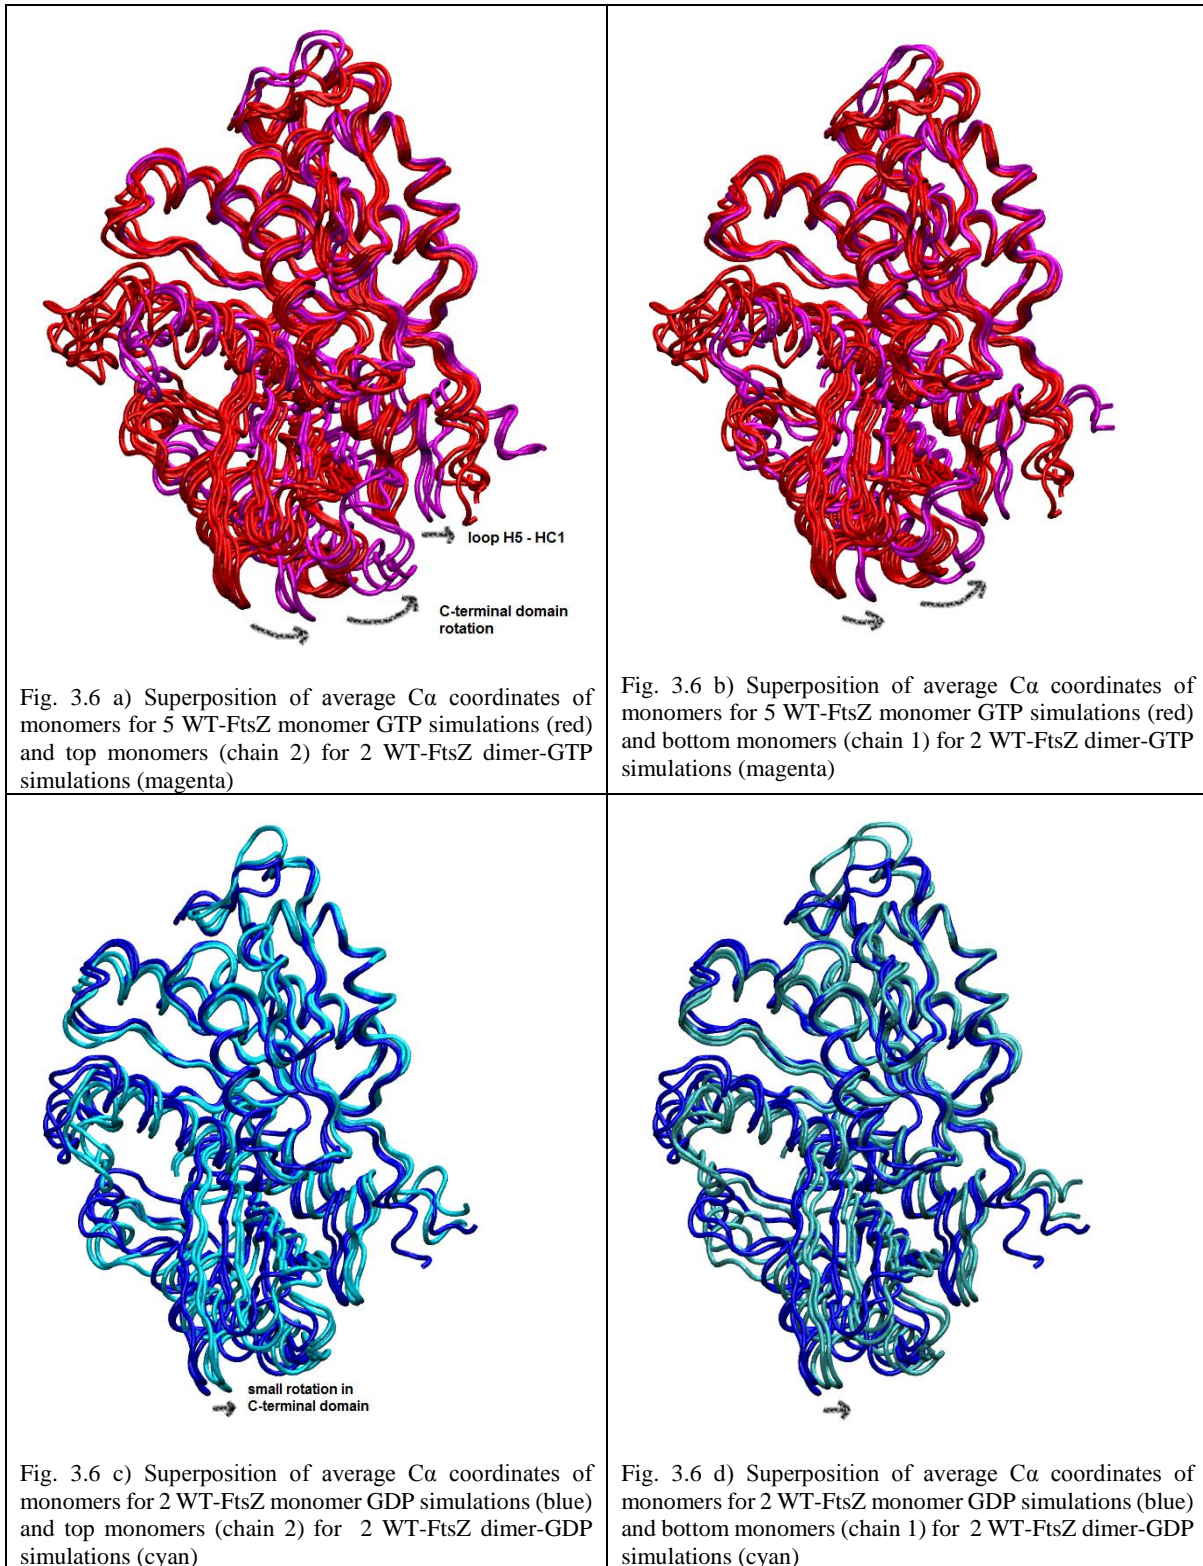 loop H5 - HC1
C-terminal domain
rotation
Fig. 3.6 a) Superposition of average Cα coordinates of
monomers for 5 WT-FtsZ monomer GTP simulations (red)
and top monomers (chain 2) for 2 WT-FtsZ dimer-GTP
simulations (magenta)
Fig. 3.6 b) Superposition of average Cα coordinates of
monomers for 5 WT-FtsZ monomer GTP simulations (red)
and bottom monomers (chain 1) for 2 WT-FtsZ dimer-GTP
simulations (magenta)
small rotation in
C-terminal domain
Fig. 3.6 c) Superposition of average Cα coordinates of
monomers for 2 WT-FtsZ monomer GDP simulations (blue)
and top monomers (chain 2) for 2 WT-FtsZ dimer-GDP
simulations (cyan)
Fig. 3.6 d) Superposition of average Cα coordinates of
monomers for 2 WT-FtsZ monomer GDP simulations (blue)
and bottom monomers (chain 1) for 2 WT-FtsZ dimer-GDP
simulations (cyan)